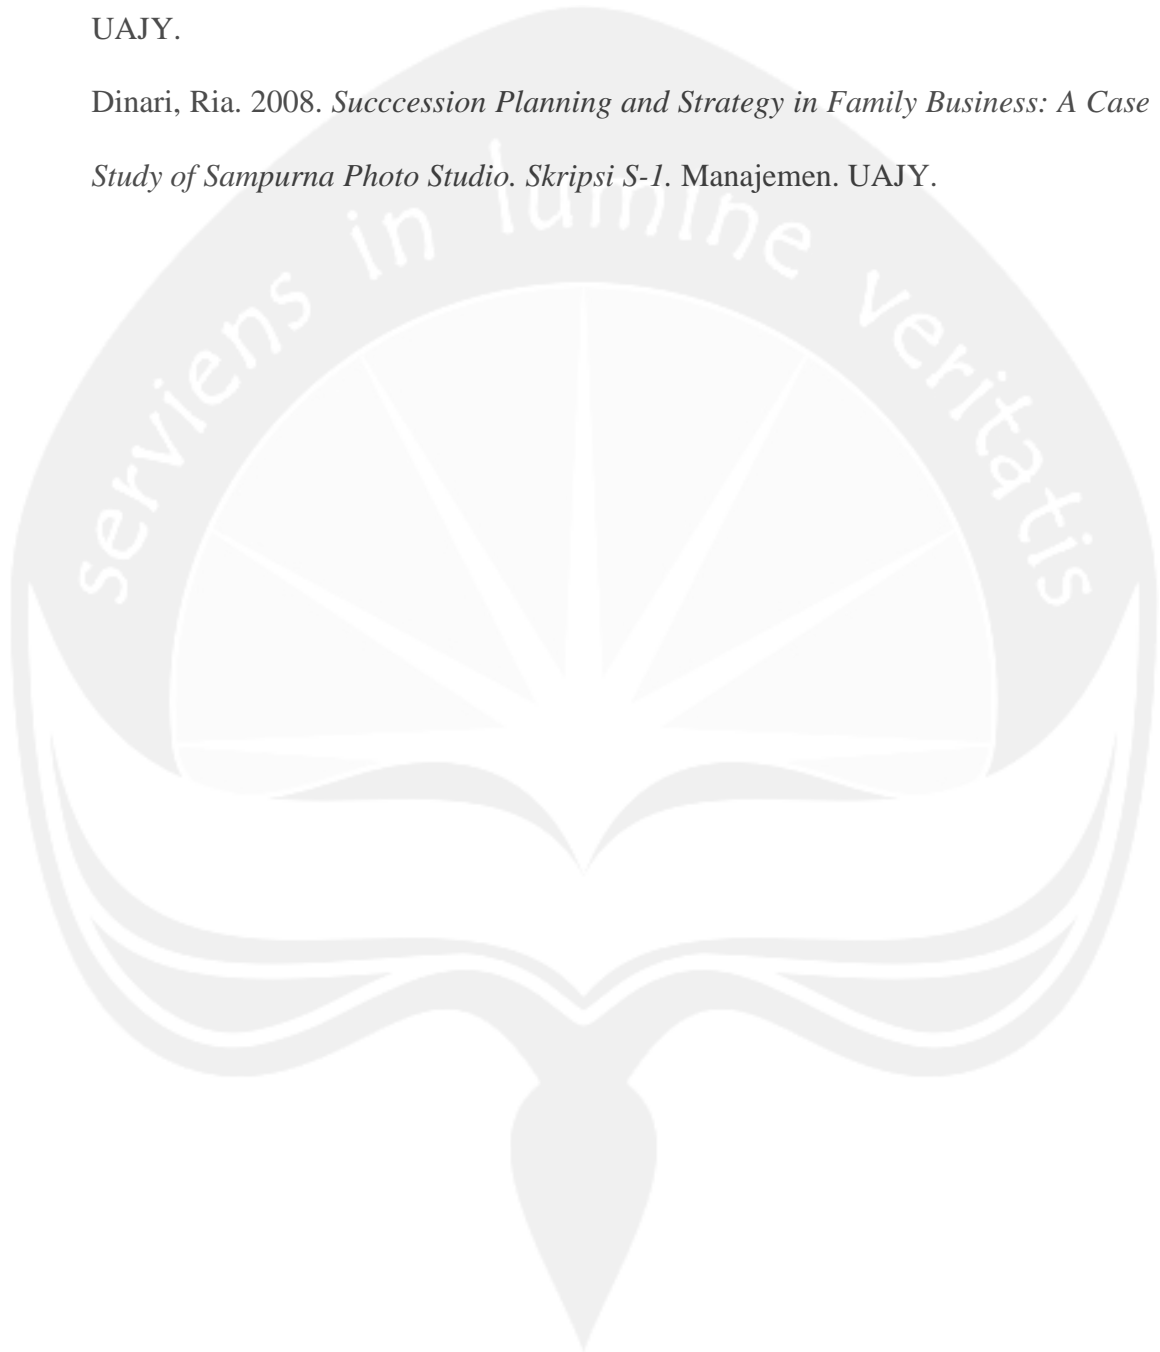 UAJY.
Dinari, Ria. 2008. Succcession Planning and Strategy in Family Business: A Case
Study of Sampurna Photo Studio. Skripsi S-1. Manajemen. UAJY.
serviens in lumine veritatis